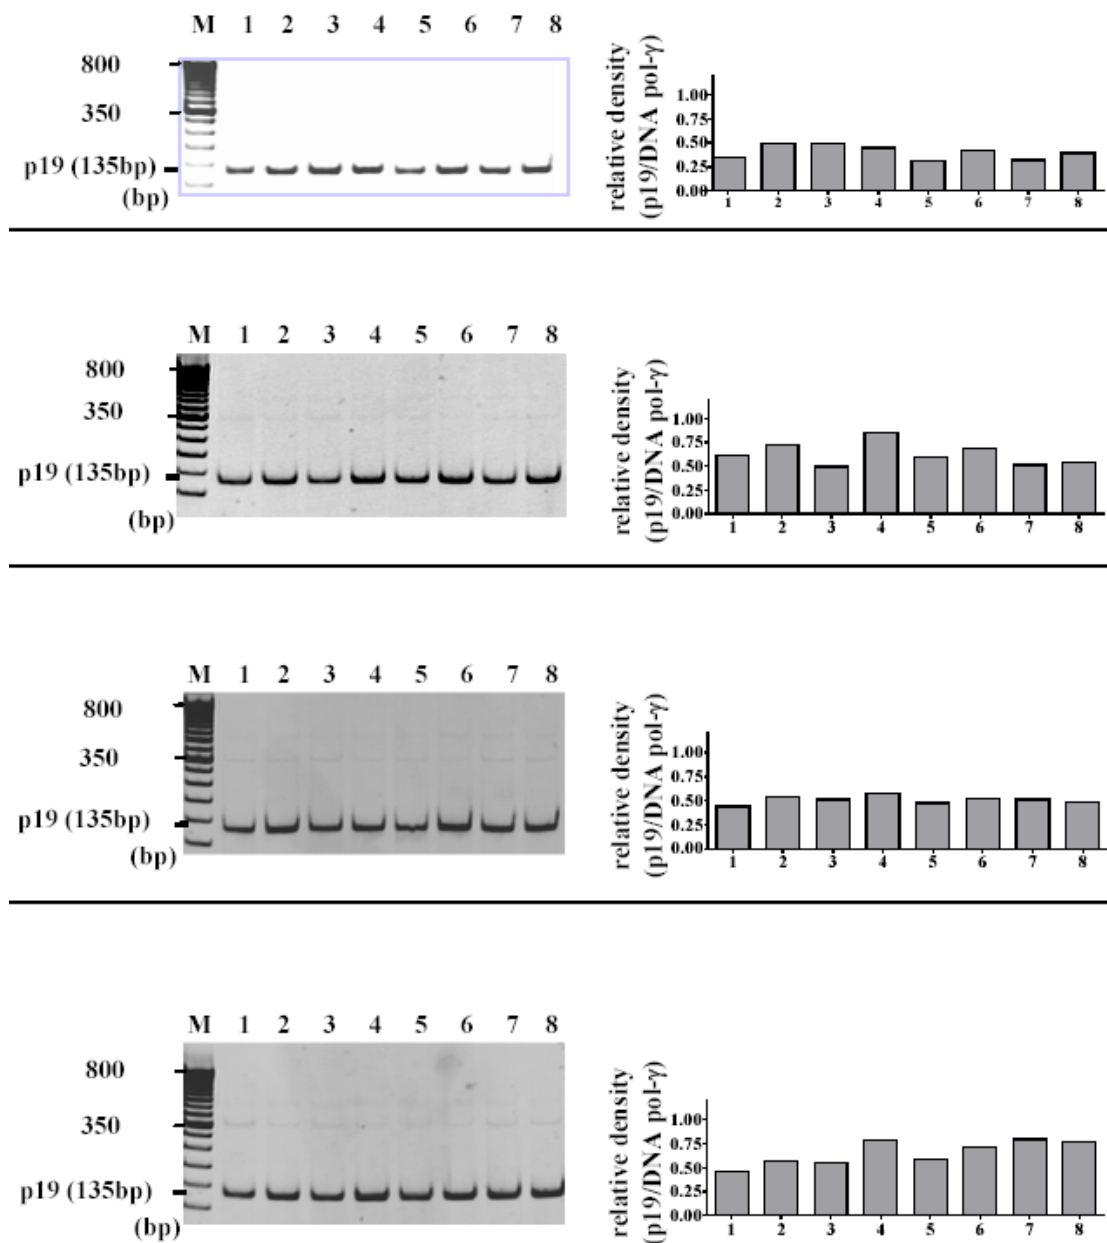 M 1 2 3 4 5 6 7 8
800
350
p19 (135bp)
(bp)
relative density
(p19/DNA pol-γ)
1.00
0.75
0.50
0.25
0.00
1 2 3 4 5 6 7 8
M 1 2 3 4 5 6 7 8
800
350
p19 (135bp)
(bp)
relative density
(p19/DNA pol-γ)
1.00
0.75
0.50
0.25
0.00
1 2 3 4 5 6 7 8
M 1 2 3 4 5 6 7 8
800
350
p19 (135bp)
(bp)
relative density
(p19/DNA pol-γ)
1.00
0.75
0.50
0.25
0.00
1 2 3 4 5 6 7 8
M 1 2 3 4 5 6 7 8
800
350
p19 (135bp)
(bp)
relative density
(p19/DNA pol-γ)
1.00
0.75
0.50
0.25
0.00
1 2 3 4 5 6 7 8